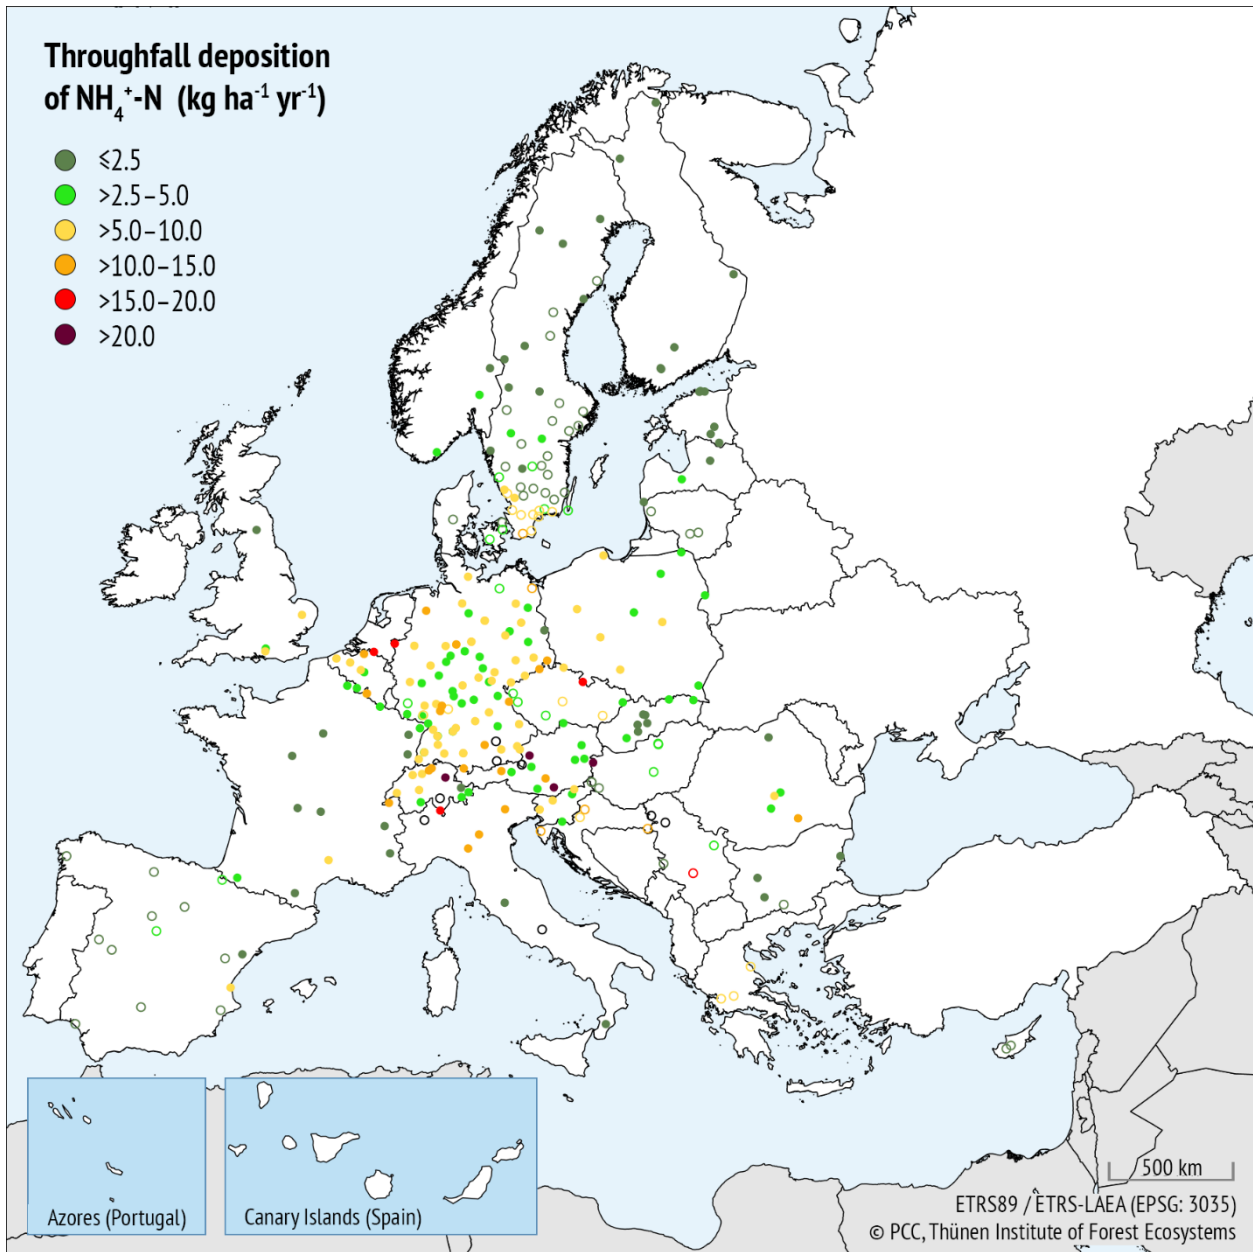 Throughfall deposition
of NH₄⁺-N (kg ha⁻¹ yr⁻¹)
≤2.5
>2.5–5.0
>5.0–10.0
>10.0–15.0
>15.0–20.0
>20.0
Azores (Portugal)
Canary Islands (Spain)
500 km
ETRS89 / ETRS-LAEA (EPSG: 3035)
© PCC, Thünen Institute of Forest Ecosystems